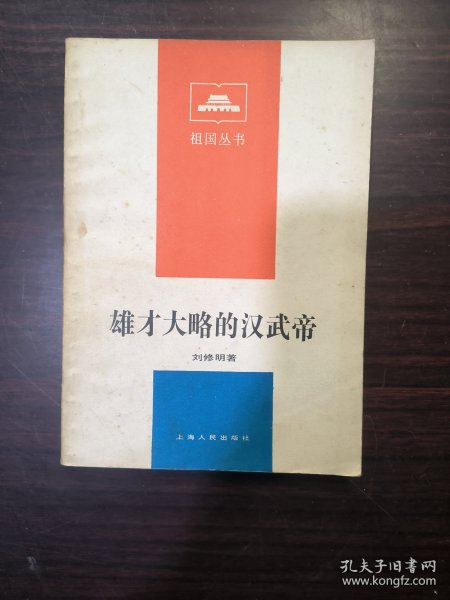 祖国丛书
雄才大略的汉武帝
刘修明著
上海人民出版社
孔夫子旧书网
www.kongfz.com